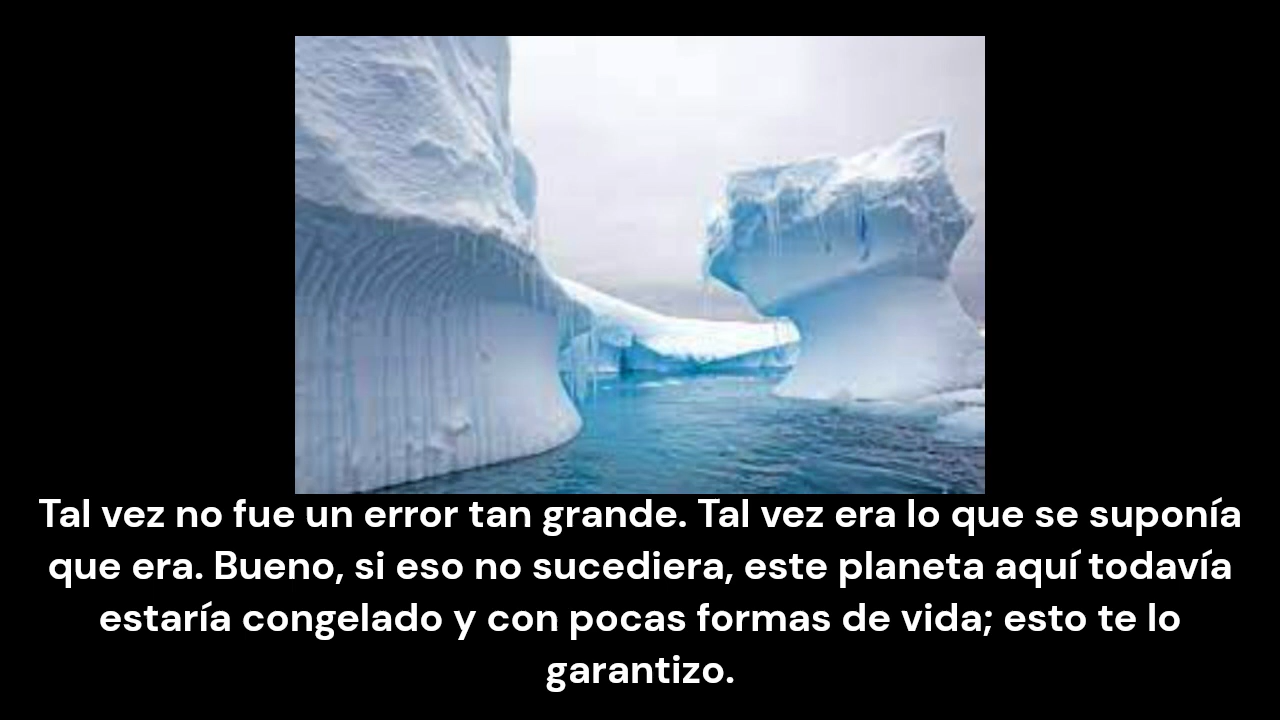 Tal vez no fue un error tan grande. Tal vez era lo que se suponía
que era. Bueno, si eso no sucediera, este planeta aquí todavía
estaría congelado y con pocas formas de vida; esto te lo
garantizo.